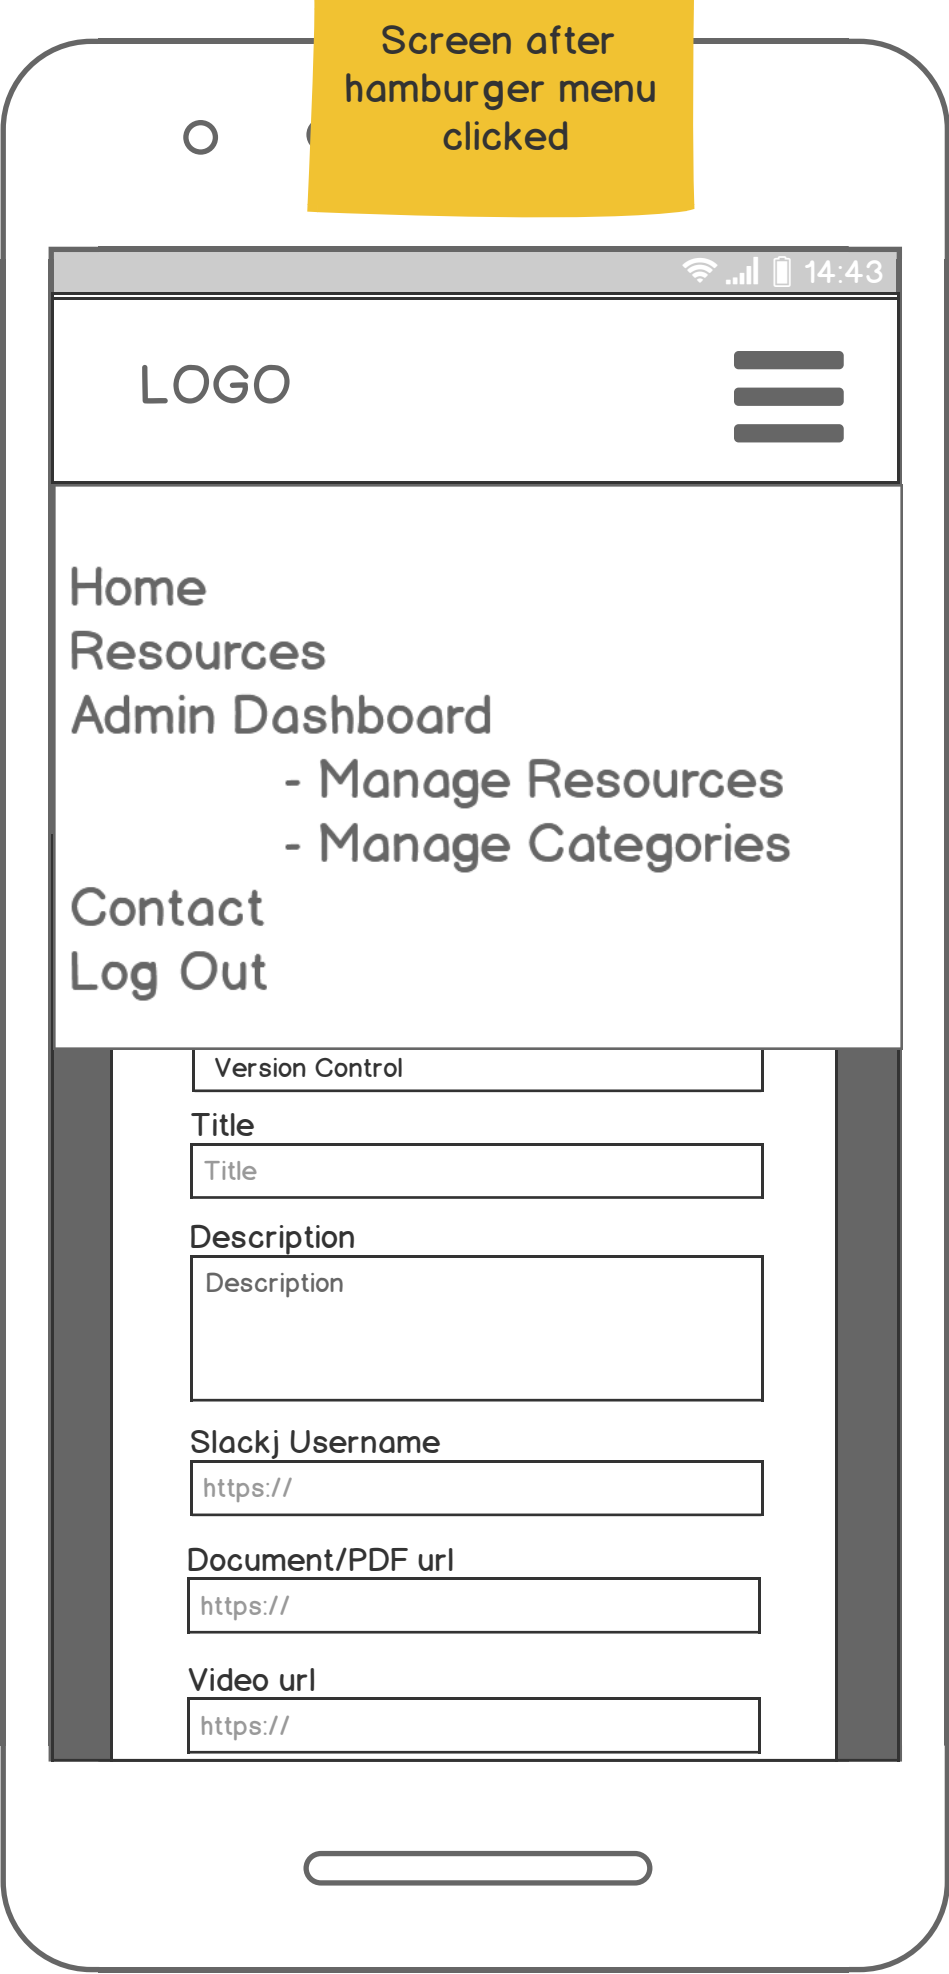 Screen after
hamburger menu
clicked
14:43
LOGO
Home
Resources
Admin Dashboard
- Manage Resources
- Manage Categories
Contact
Log Out
Version Control
Title
Title
Description
Description
Slackj Username
https://
Document/PDF url
https://
Video url
https://